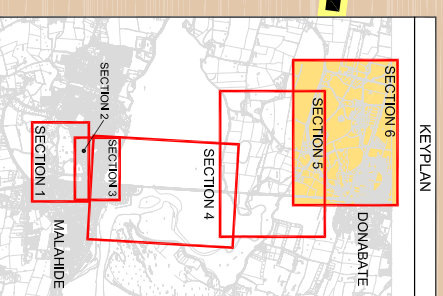 KEYPLAN
SECTION 6
SECTION 5
DONABATE
SECTION 4
SECTION 3
SECTION 2
SECTION 1
MALAHIDE